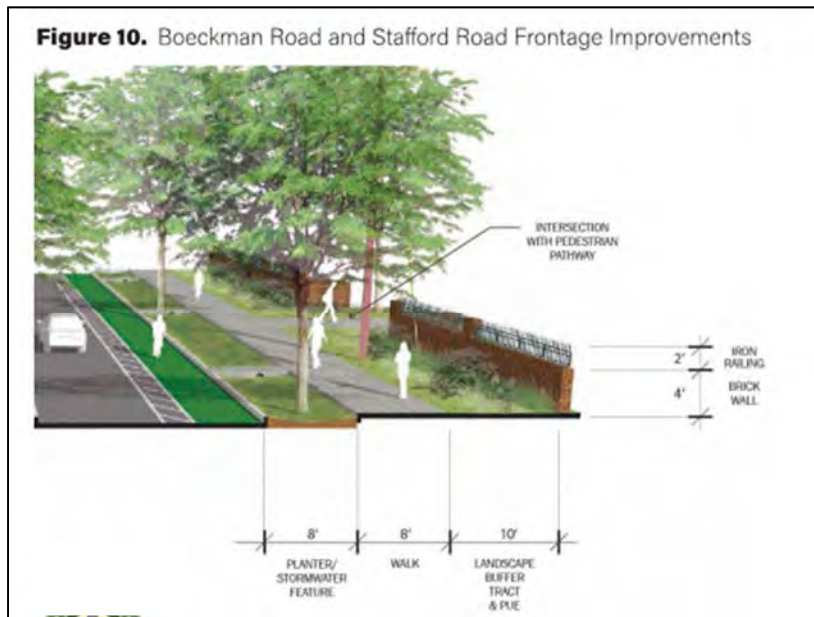 Figure 10. Boeckman Road and Stafford Road Frontage Improvements
INTERSECTION
WITH PEDESTRIAN
PATHWAY
2'
IRON
RAILING
4'
BRICK
WALL
8'
8'
10'
PLANTER/
STORMWATER
FEATURE
WALK
LANDSCAPE
BUFFER
TRACT
& PUE